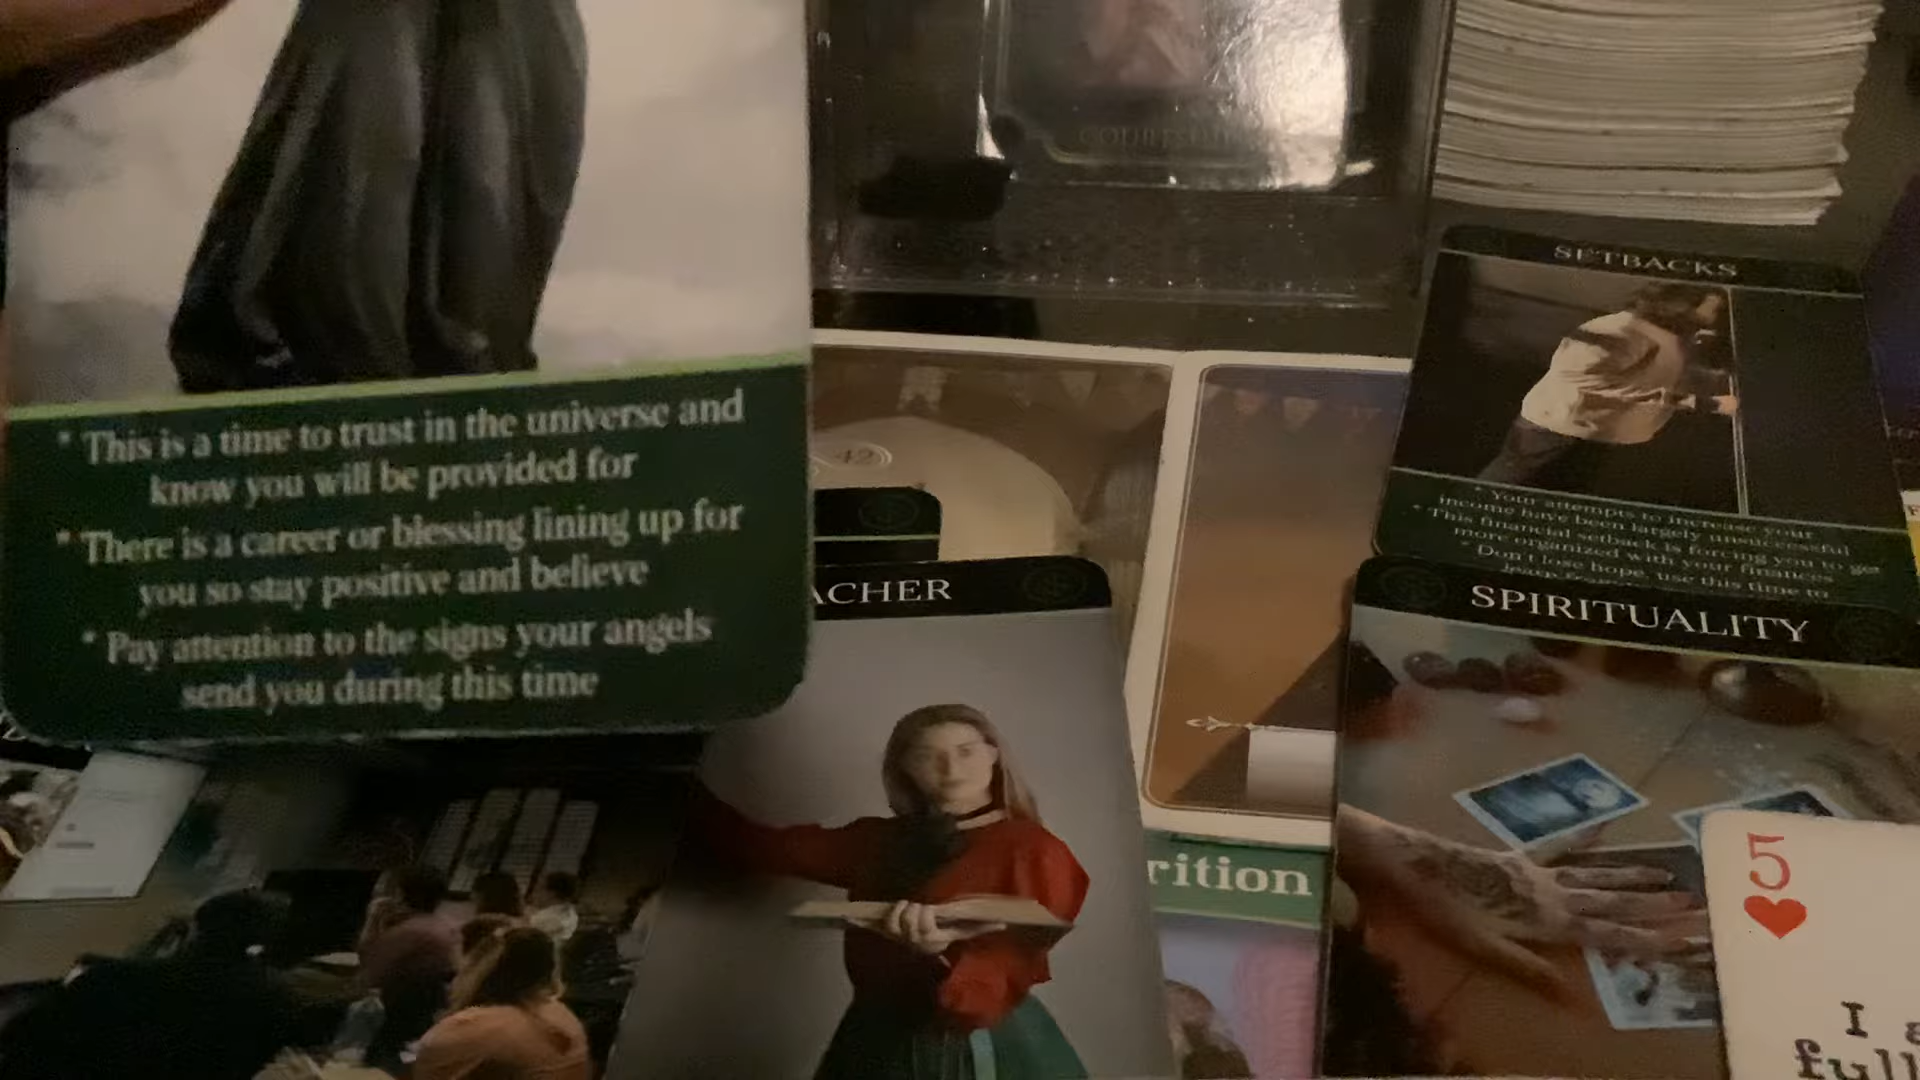 * This is a time to trust in the universe and
know you will be provided for
* There is a career or blessing lining up for
you so stay positive and believe
* Pay attention to the signs your angels
send you during this time
42
ACHER
rition
SETBACKS
* Your attempts to increase your
income have been largely unsuccessful
* This financial setback is forcing you to get
more organized with your finances
* Don't lose hope, use this time to
SPIRITUALITY
5
I a
full